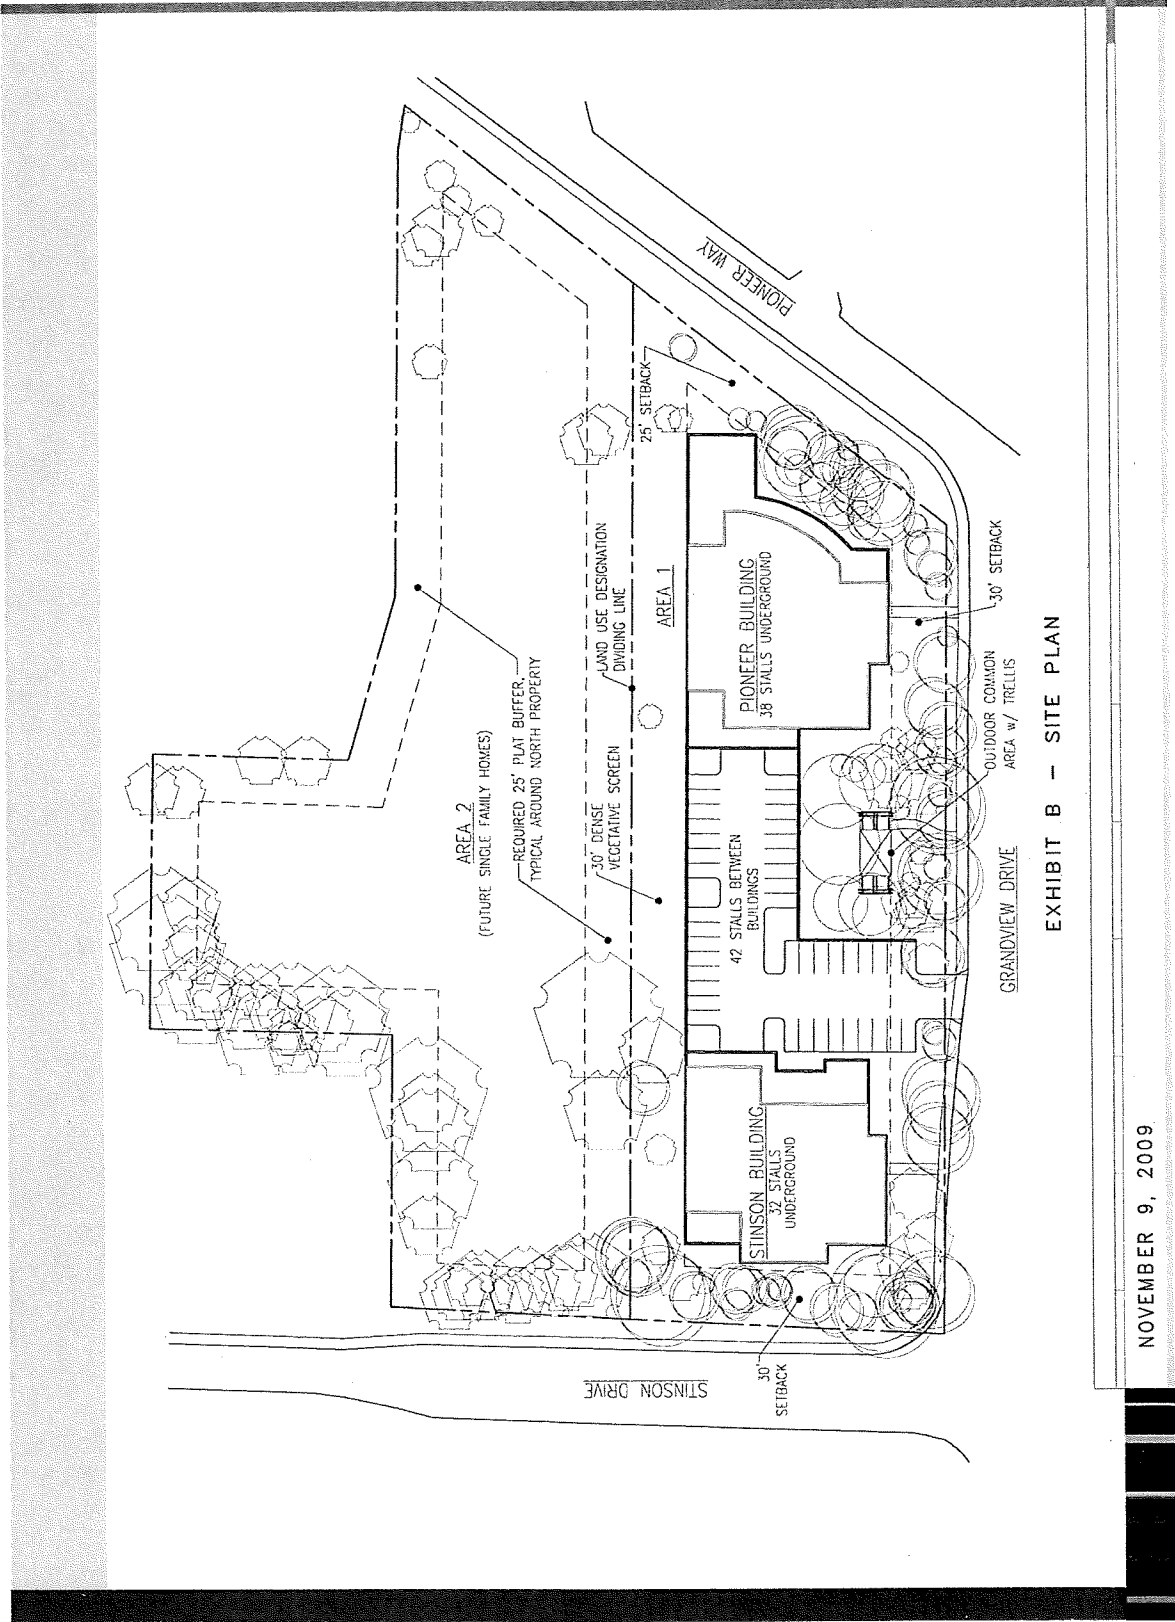 AREA 2
(FUTURE SINGLE FAMILY HOMES)
REQUIRED 25' PLAT BUFFER,
TYPICAL AROUND NORTH PROPERTY
30' DENSE
VEGETATIVE SCREEN
LAND USE DESIGNATION
DIVIDING LINE
AREA 1
25' SETBACK
PIONEER WAY
STINSON DRIVE
30'
SETBACK
STINSON BUILDING
32 STALLS
UNDERGROUND
42 STALLS BETWEEN
BUILDINGS
PIONEER BUILDING
38 STALLS UNDERGROUND
30' SETBACK
OUTDOOR COMMON
AREA w/ TRELLIS
GRANDVIEW DRIVE
EXHIBIT B - SITE PLAN
NOVEMBER 9, 2009